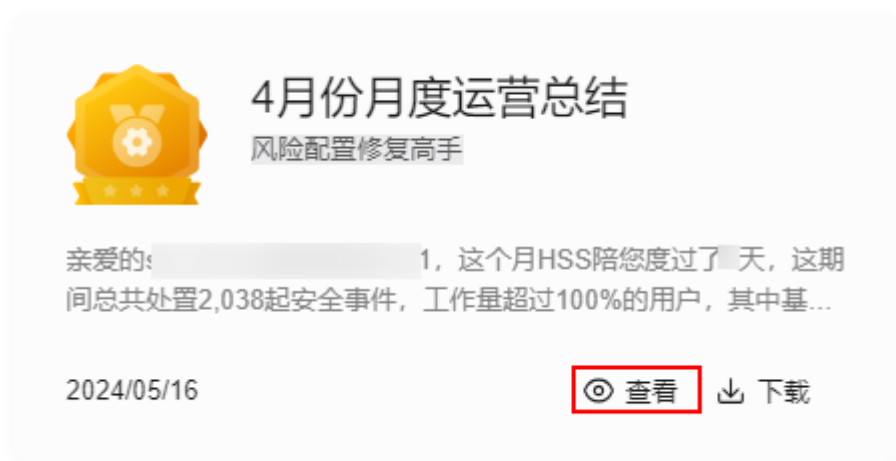 4月份月度运营总结
风险配置修复高手
亲爱的s 1，这个月HSS陪您度过了 天，这期
间总共处置2,038起安全事件，工作量超过100%的用户，其中基...
2024/05/16 查看 下载